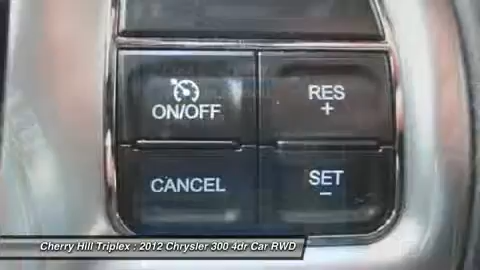 ON/OFF
RES
+
CANCEL
SET
-
Cherry Hill Triplex : 2012 Chrysler 300 4dr Car RWD